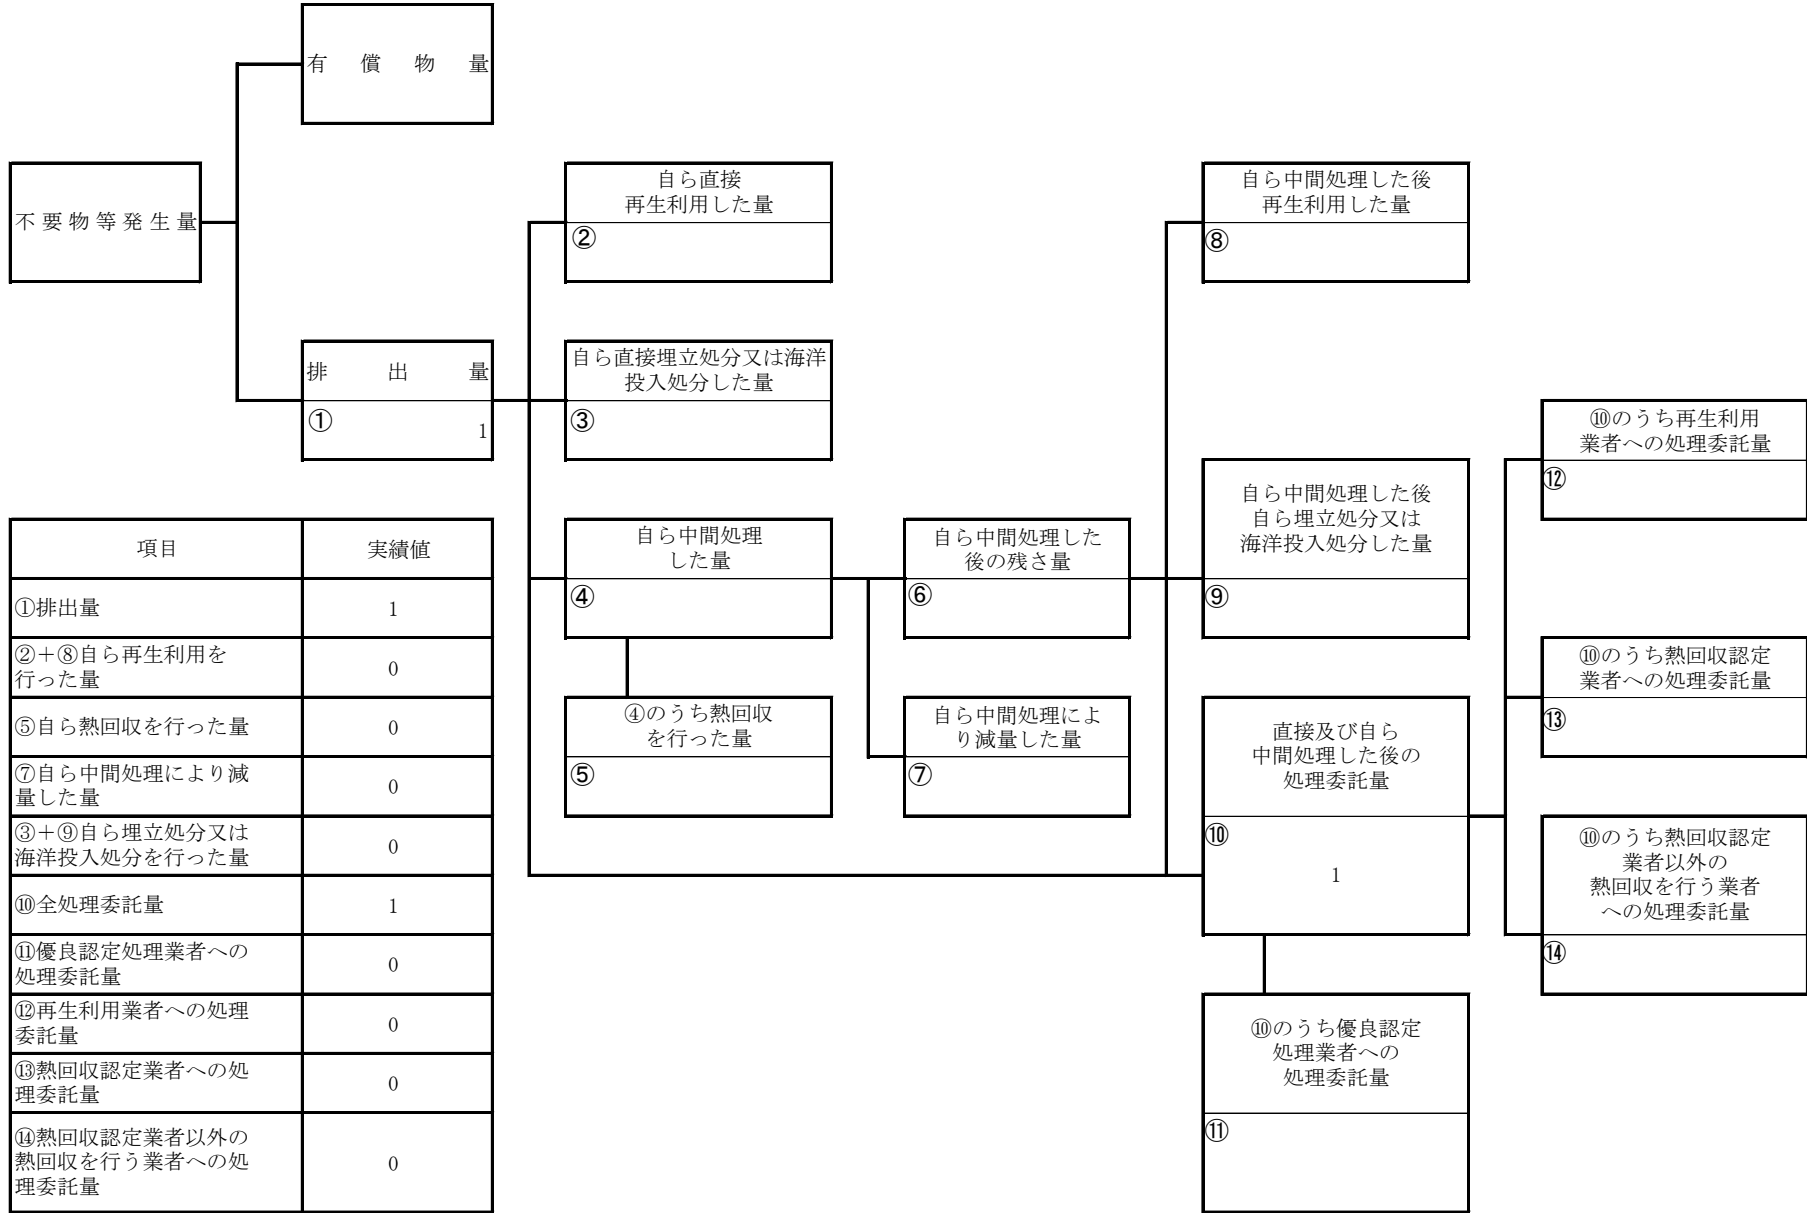 有償物量
不要物等発生量
排出量
①
1
自ら直接
再生利用した量
②
自ら直接埋立処分又は海洋
投入処分した量
③
自ら中間処理
した量
④
④のうち熱回収
を行った量
⑤
自ら中間処理した
後の残さ量
⑥
自ら中間処理によ
り減量した量
⑦
自ら中間処理した後
再生利用した量
⑧
自ら中間処理した後
自ら埋立処分又は
海洋投入処分した量
⑨
直接及び自ら
中間処理した後の
処理委託量
⑩
1
⑩のうち優良認定
処理業者への
処理委託量
⑪
⑩のうち再生利用
業者への処理委託量
⑫
⑩のうち熱回収認定
業者への処理委託量
⑬
⑩のうち熱回収認定
業者以外の
熱回収を行う業者
への処理委託量
⑭
項目 実績値
①排出量 1
②+⑧自ら再生利用を
行った量 0
⑤自ら熱回収を行った量 0
⑦自ら中間処理により減
量した量 0
③+⑨自ら埋立処分又は
海洋投入処分を行った量 0
⑩全処理委託量 1
⑪優良認定処理業者への
処理委託量 0
⑫再生利用業者への処理
委託量 0
⑬熱回収認定業者への処
理委託量 0
⑭熱回収認定業者以外の
熱回収を行う業者への処
理委託量 0